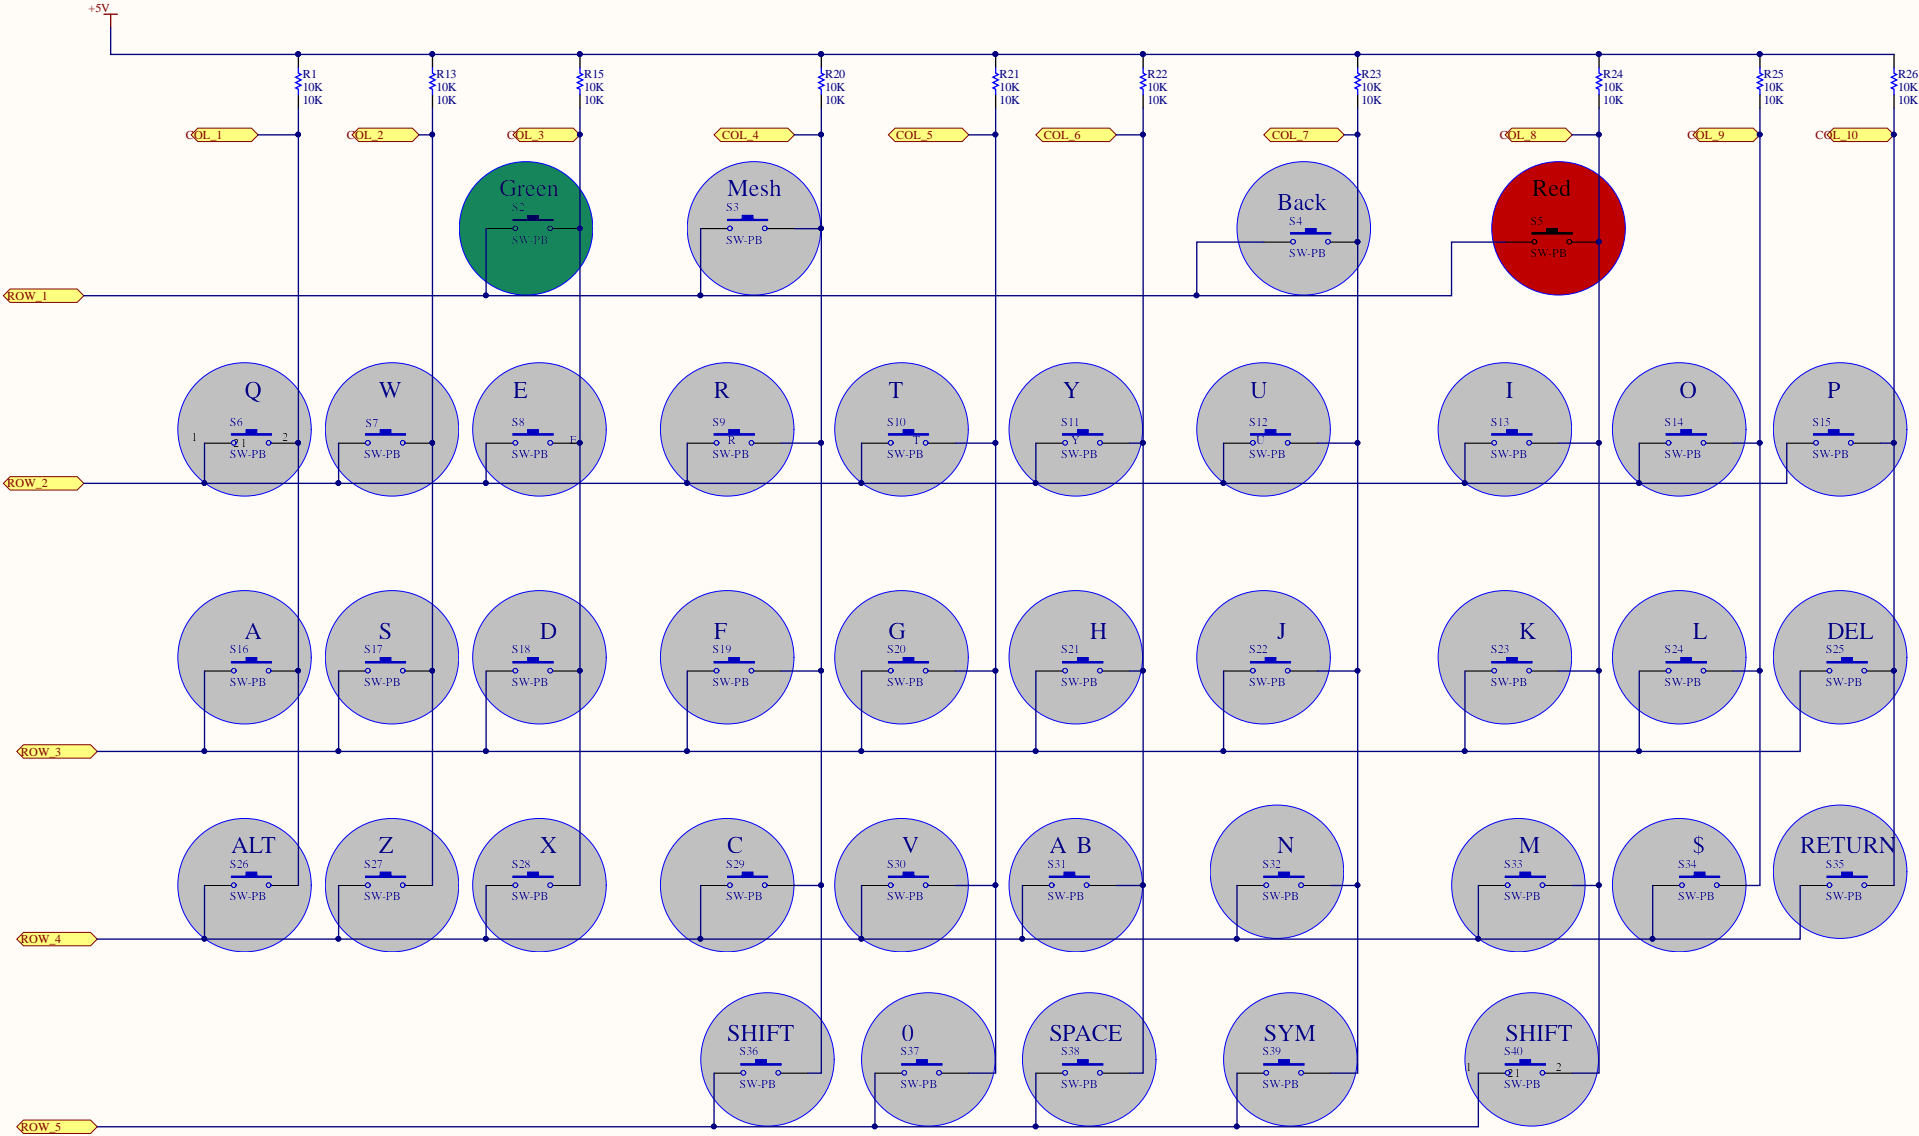 +5V
R1 R13 R15 R20 R21 R22 R23 R24 R25 R26
10K 10K 10K 10K 10K 10K 10K 10K 10K 10K
10K 10K 10K 10K 10K 10K 10K 10K 10K 10K
COL_1 COL_2 COL_3 COL_4 COL_5 COL_6 COL_7 COL_8 COL_9 COL_10
Green Mesh Back Red
S2 S3 S4 S5
SW-PB SW-PB SW-PB SW-PB
ROW_1
Q W E R T Y U I O P
S6 S7 S8 S9 S10 S11 S12 S13 S14 S15
1 21 2 E R T Y U
SW-PB SW-PB SW-PB SW-PB SW-PB SW-PB SW-PB SW-PB SW-PB SW-PB
ROW_2
A S D F G H J K L DEL
S16 S17 S18 S19 S20 S21 S22 S23 S24 S25
SW-PB SW-PB SW-PB SW-PB SW-PB SW-PB SW-PB SW-PB SW-PB SW-PB
ROW_3
ALT Z X C V A B N M $ RETURN
S26 S27 S28 S29 S30 S31 S32 S33 S34 S35
SW-PB SW-PB SW-PB SW-PB SW-PB SW-PB SW-PB SW-PB SW-PB SW-PB
ROW_4
SHIFT 0 SPACE SYM SHIFT
S36 S37 S38 S39 S40
1 21 2
SW-PB SW-PB SW-PB SW-PB SW-PB
ROW_5